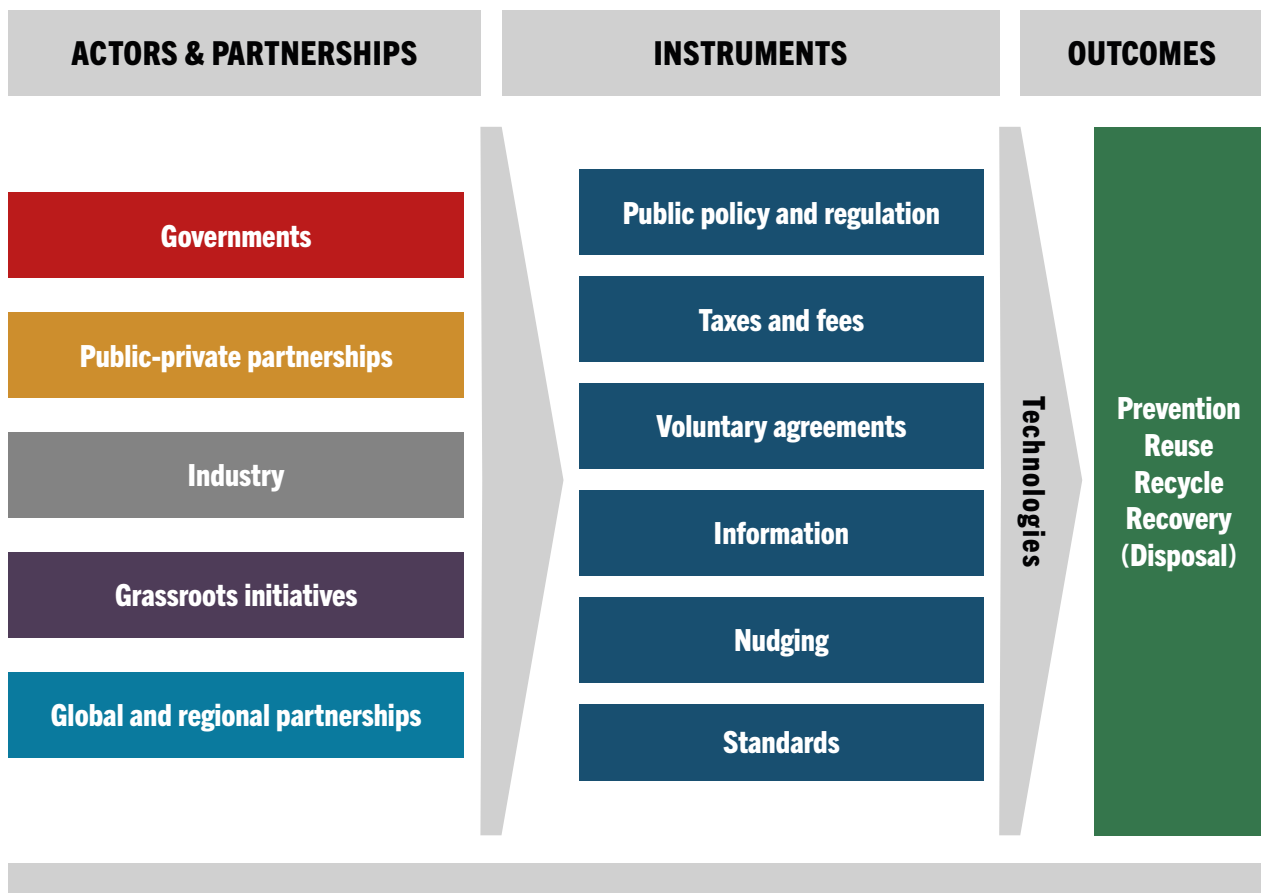 ACTORS & PARTNERSHIPS
INSTRUMENTS
OUTCOMES
Governments
Public-private partnerships
Industry
Grassroots initiatives
Global and regional partnerships
Public policy and regulation
Taxes and fees
Voluntary agreements
Information
Nudging
Standards
Technologies
Prevention
Reuse
Recycle
Recovery
(Disposal)